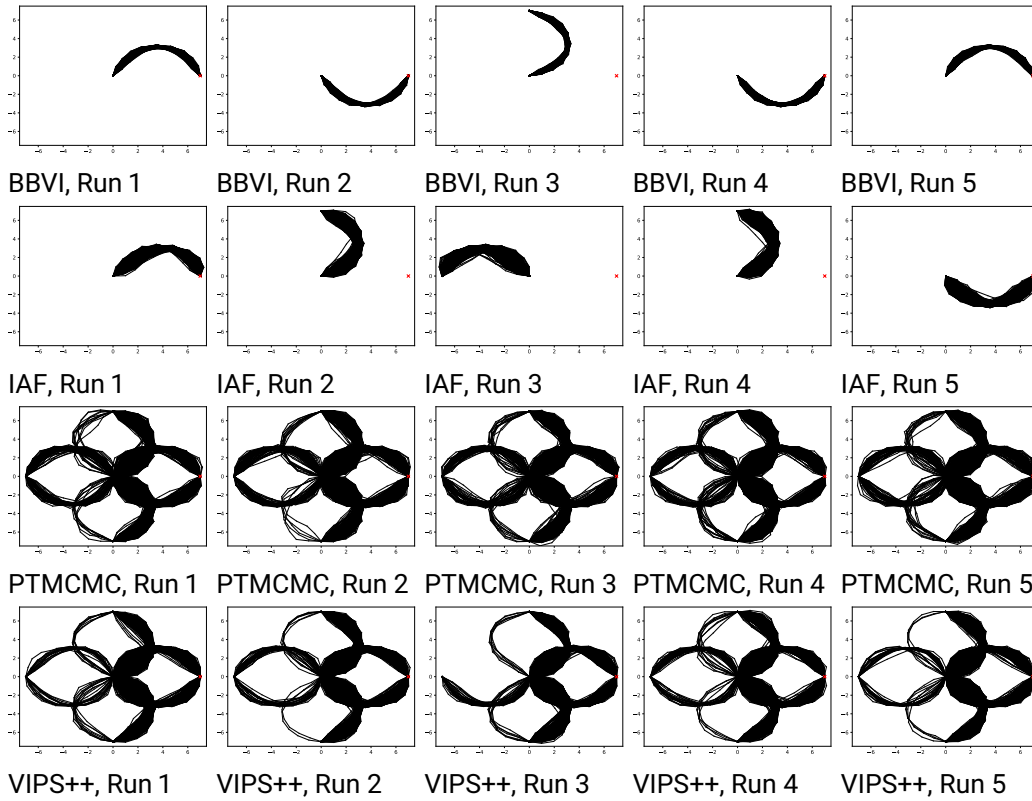 BBVI, Run 1 BBVI, Run 2 BBVI, Run 3 BBVI, Run 4 BBVI, Run 5
IAF, Run 1 IAF, Run 2 IAF, Run 3 IAF, Run 4 IAF, Run 5
PTMCMC, Run 1 PTMCMC, Run 2 PTMCMC, Run 3 PTMCMC, Run 4 PTMCMC, Run 5
VIPS++, Run 1 VIPS++, Run 2 VIPS++, Run 3 VIPS++, Run 4 VIPS++, Run 5